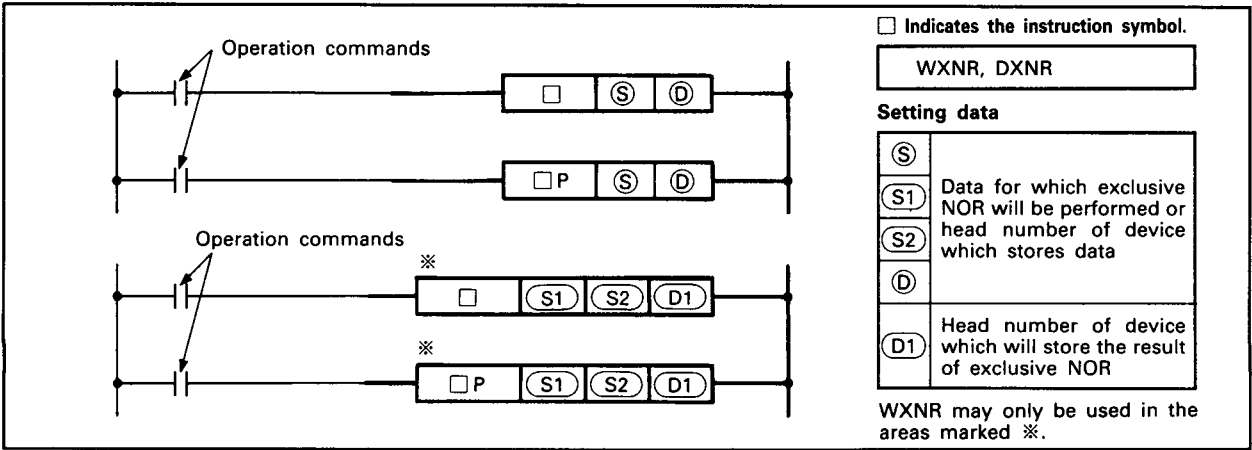 Operation commands
□ Ⓢ Ⓓ
□P Ⓢ Ⓓ
Operation commands
※
□ S1 S2 D1
※
□P S1 S2 D1
□ Indicates the instruction symbol.
WXNR, DXNR
Setting data
Ⓢ
S1
S2
Ⓓ
Data for which exclusive
NOR will be performed or
head number of device
which stores data
D1
Head number of device
which will store the result
of exclusive NOR
WXNR may only be used in the
areas marked ※.